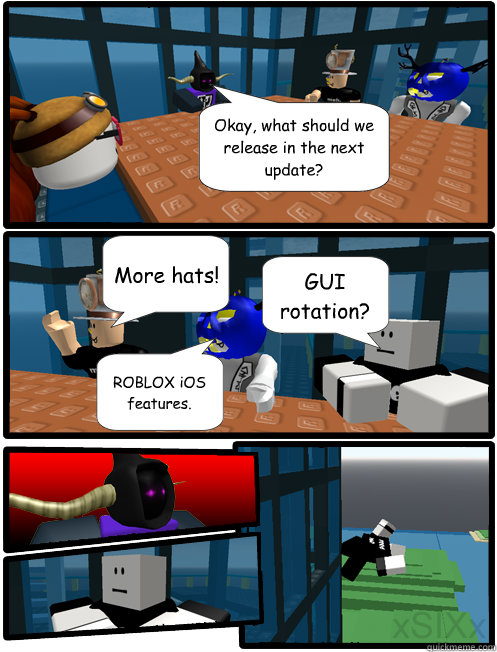 Okay, what should we
release in the next
update?
More hats!
GUI
rotation?
ROBLOX iOS
features.
xSIXx
quickmeme.com